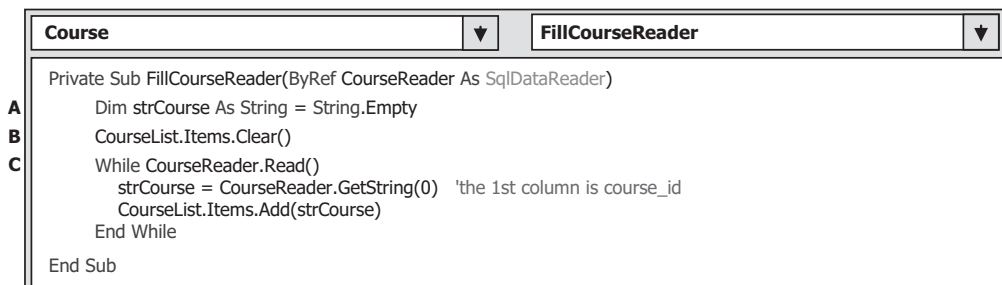 Course FillCourseReader
Private Sub FillCourseReader(ByRef CourseReader As SqlDataReader)
A Dim strCourse As String = String.Empty
B CourseList.Items.Clear()
C While CourseReader.Read()
strCourse = CourseReader.GetString(0) 'the 1st column is course_id
CourseList.Items.Add(strCourse)
End While
End Sub